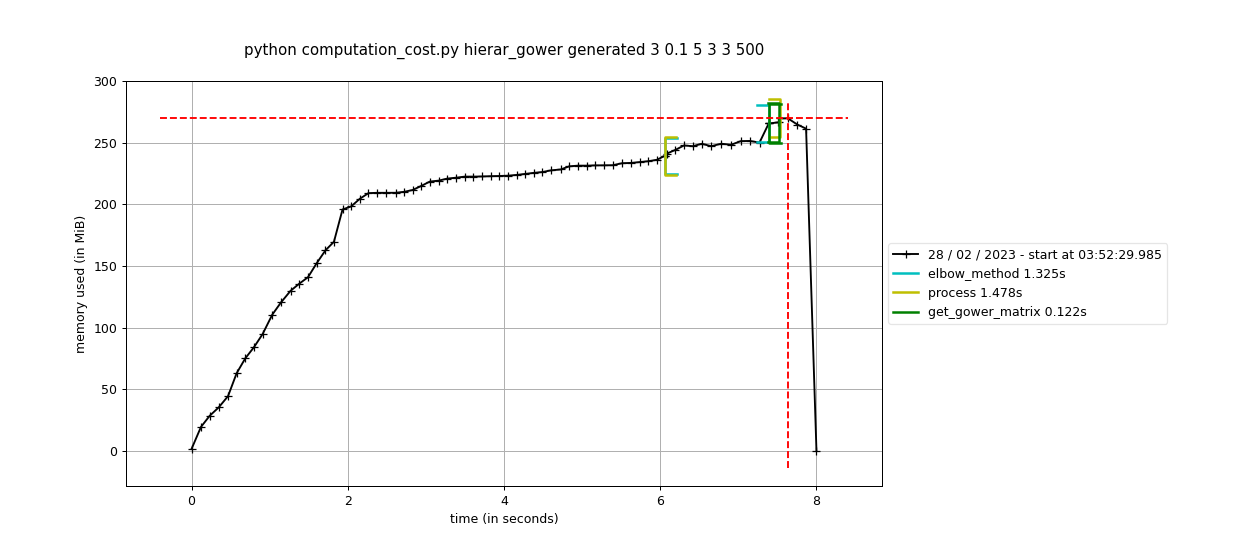 python computation_cost.py hierar_gower generated 3 0.1 5 3 3 500
300
250
200
150
100
50
0
memory used (in MiB)
0 2 4 6 8
time (in seconds)
28 / 02 / 2023 - start at 03:52:29.985
elbow_method 1.325s
process 1.478s
get_gower_matrix 0.122s